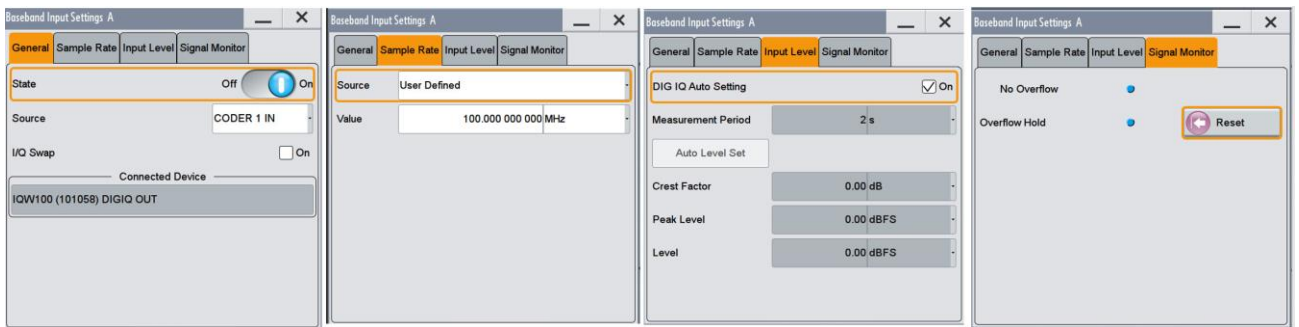 Baseband Input Settings A
General Sample Rate Input Level Signal Monitor
State Off On
Source CODER 1 IN
I/Q Swap On
Connected Device
IQW100 (101058) DIGIQ OUT
Baseband Input Settings A
General Sample Rate Input Level Signal Monitor
Source User Defined
Value 100.000 000 000 MHz
Baseband Input Settings A
General Sample Rate Input Level Signal Monitor
DIG IQ Auto Setting On
Measurement Period 2 s
Auto Level Set
Crest Factor 0.00 dB
Peak Level 0.00 dBFS
Level 0.00 dBFS
Baseband Input Settings A
General Sample Rate Input Level Signal Monitor
No Overflow
Overflow Hold Reset